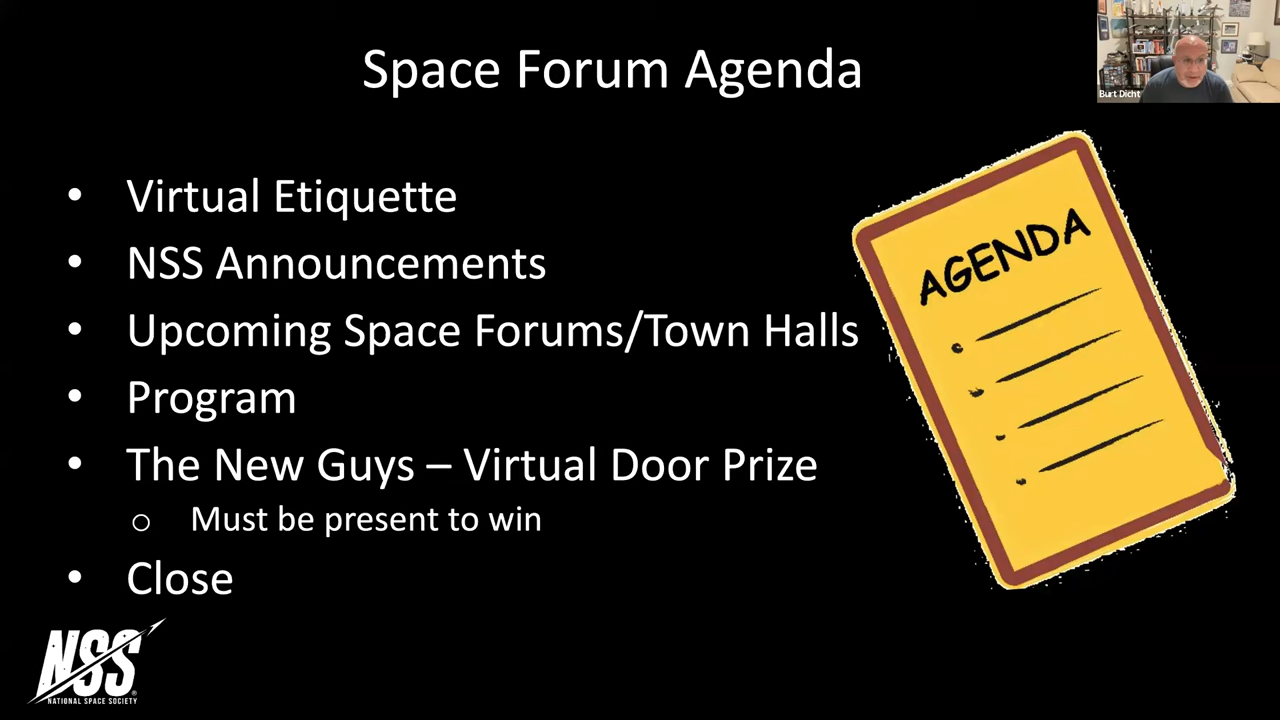 Space Forum Agenda
Burt Dicht
• Virtual Etiquette
• NSS Announcements
• Upcoming Space Forums/Town Halls
• Program
• The New Guys – Virtual Door Prize
o Must be present to win
• Close
AGENDA
NSS
NATIONAL SPACE SOCIETY